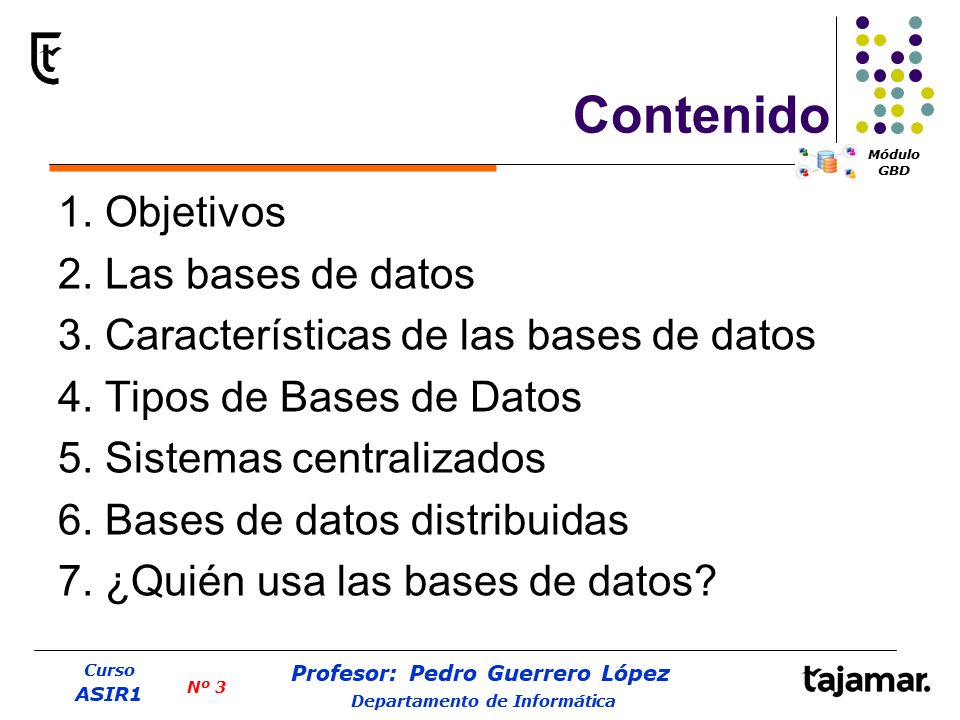 Contenido
Módulo
GBD
1. Objetivos
2. Las bases de datos
3. Características de las bases de datos
4. Tipos de Bases de Datos
5. Sistemas centralizados
6. Bases de datos distribuidas
7. ¿Quién usa las bases de datos?
Curso
ASIR1
Nº 3
Profesor: Pedro Guerrero López
Departamento de Informática
tajamar.